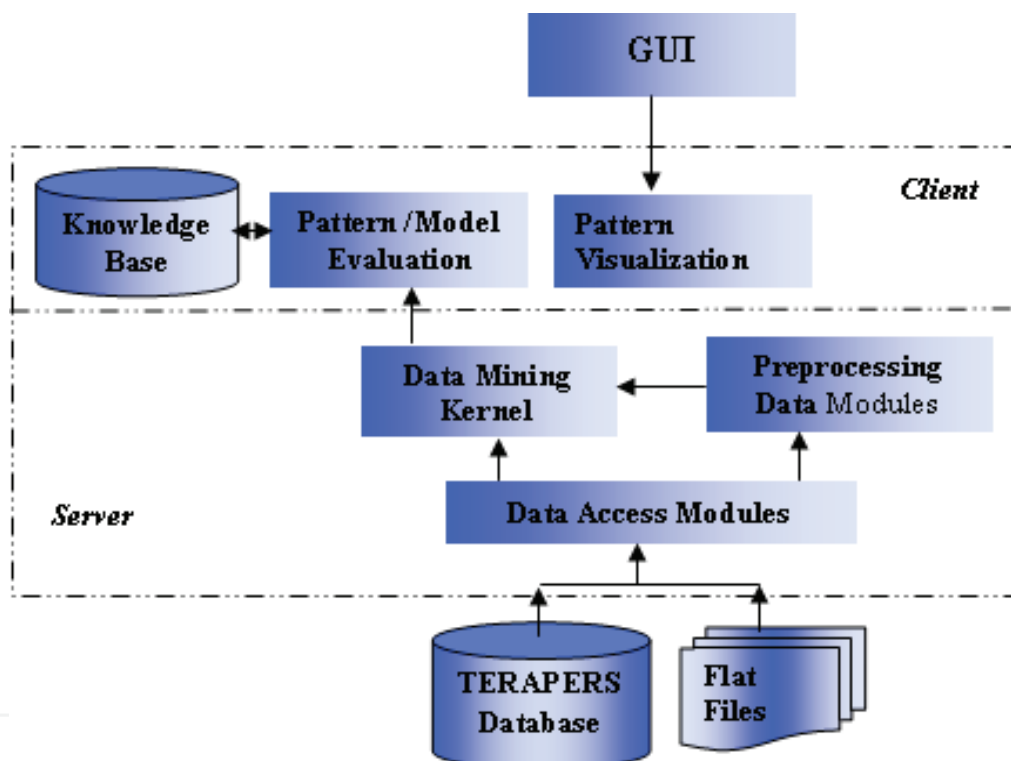 GUI
Client
Knowledge
Base
Pattern /Model
Evaluation
Pattern
Visualization
Data Mining
Kernel
Preprocessing
Data Modules
Server
Data Access Modules
TERAPERS
Database
Flat
Files